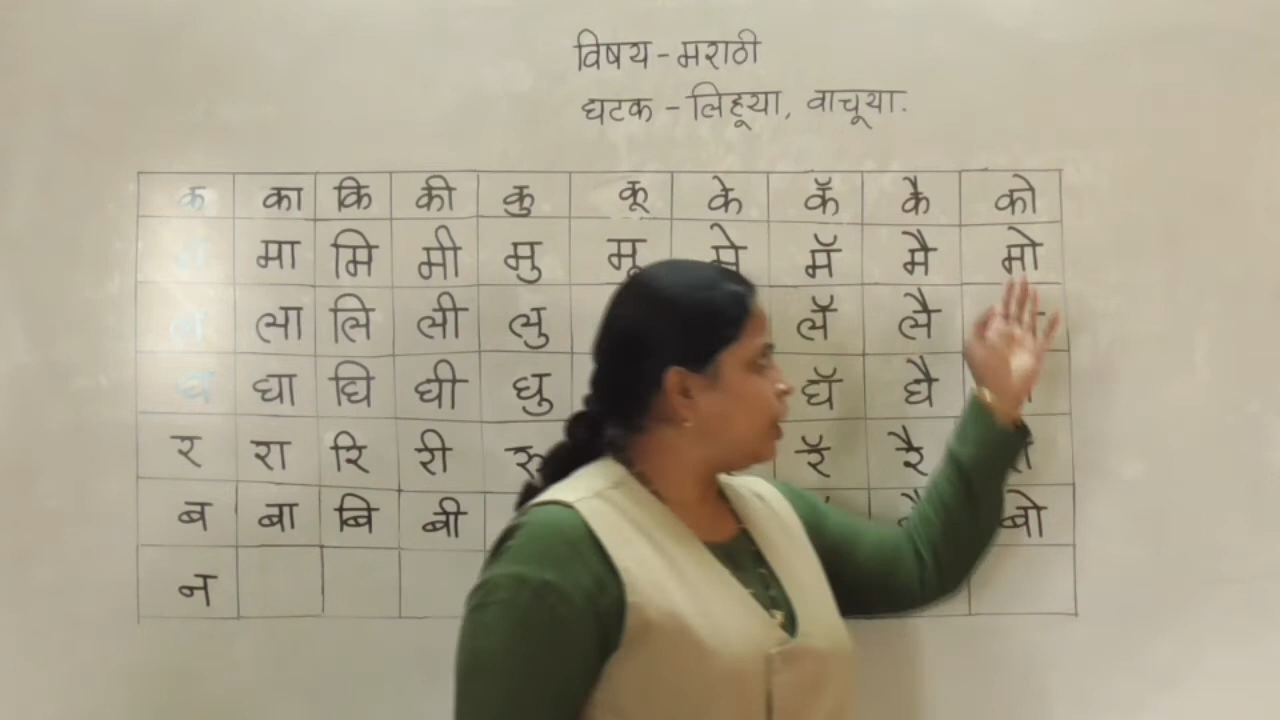 विषय - मराठी
घटक - लिहूया, वाचूया.
क का कि की कु कू के कॅ कै को
मा मि मी मु मू मे मॅ मै मो
ल ला लि ली लु लॅ लै
घ घा घि घी घु घॅ घै
र रा रि री रु रॅ रै
ब बा बि बी बो
न